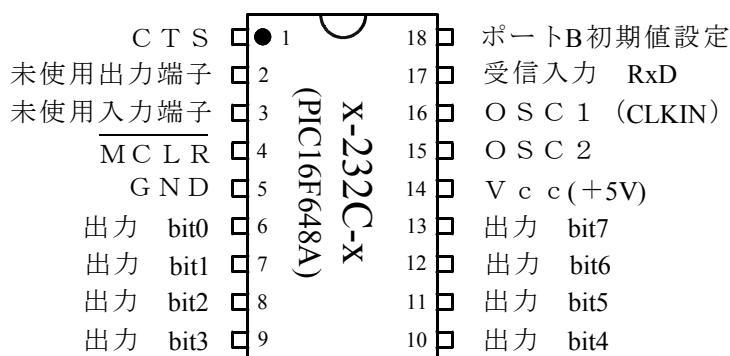 CTS 1 18 ポートB初期値設定
未使用出力端子 2 17 受信入力 RxD
未使用入力端子 3 16 OSC1（CLKIN）
MCLR 4 15 OSC2
GND 5 14 Vcc(＋5V)
出力 bit0 6 13 出力 bit7
出力 bit1 7 12 出力 bit6
出力 bit2 8 11 出力 bit5
出力 bit3 9 10 出力 bit4
x-232C-x
(PIC16F648A)